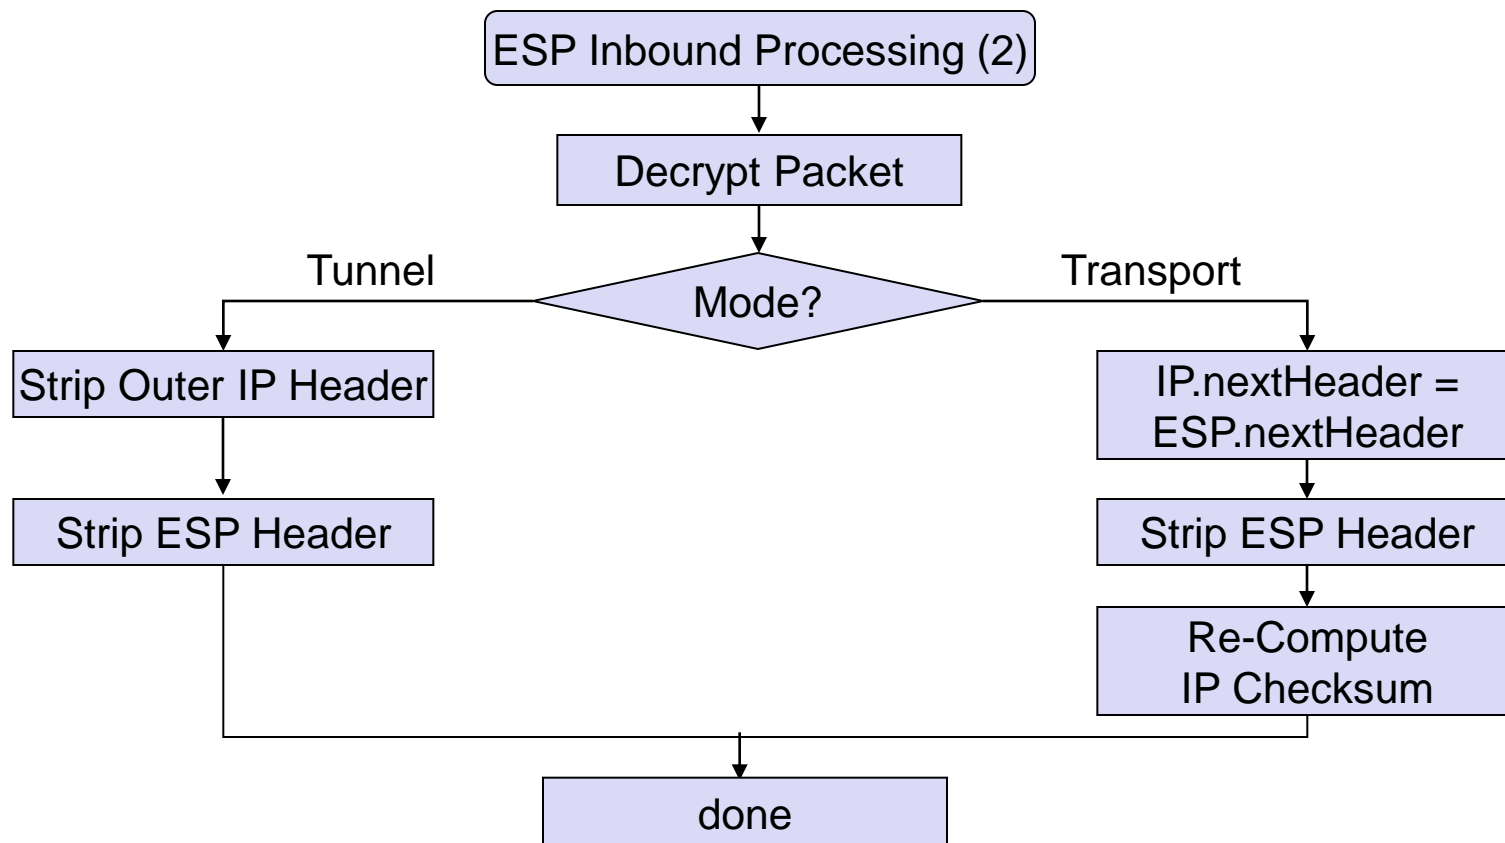 ESP Inbound Processing (2)
Decrypt Packet
Tunnel
Mode?
Transport
Strip Outer IP Header
IP.nextHeader =
ESP.nextHeader
Strip ESP Header
Strip ESP Header
Re-Compute
IP Checksum
done